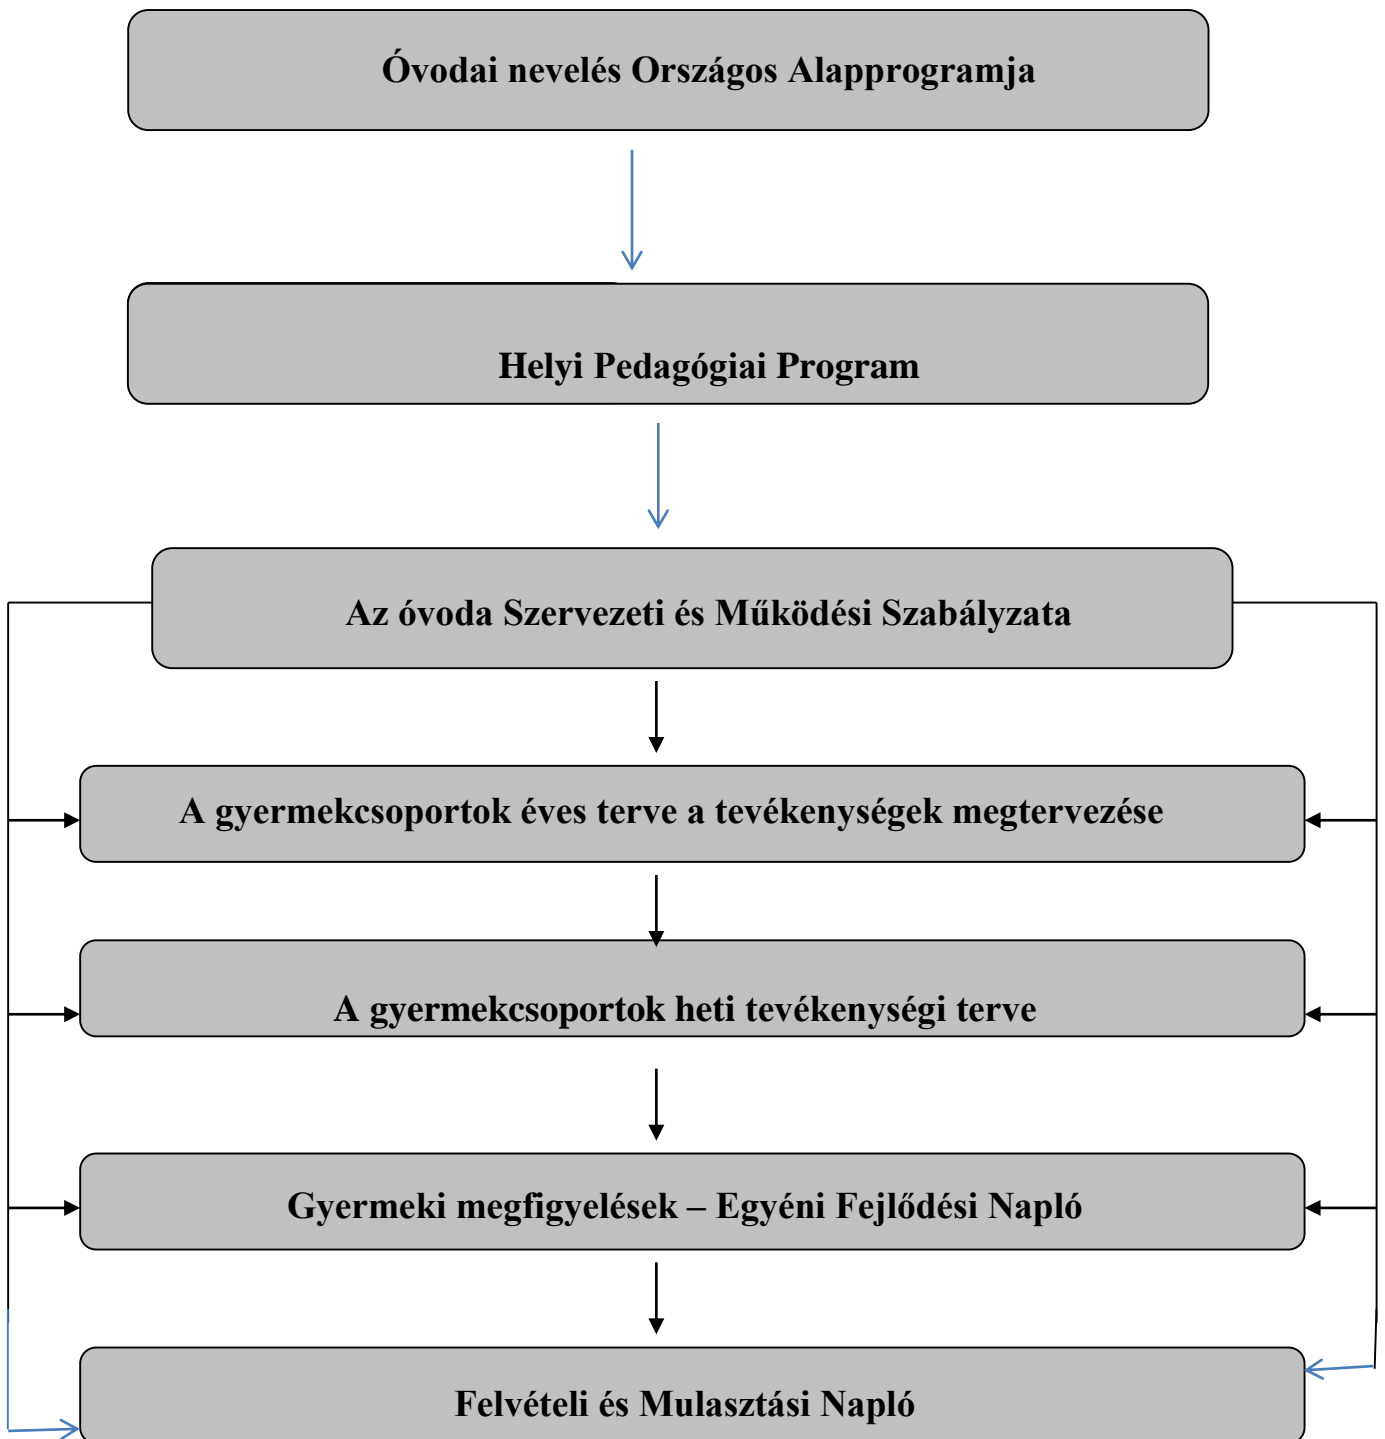 Óvodai nevelés Országos Alapprogramja
Helyi Pedagógiai Program
Az óvoda Szervezeti és Működési Szabályzata
A gyermekcsoportok éves terve a tevékenységek megtervezése
A gyermekcsoportok heti tevékenységi terve
Gyermeki megfigyelések – Egyéni Fejlődési Napló
Felvételi és Mulasztási Napló